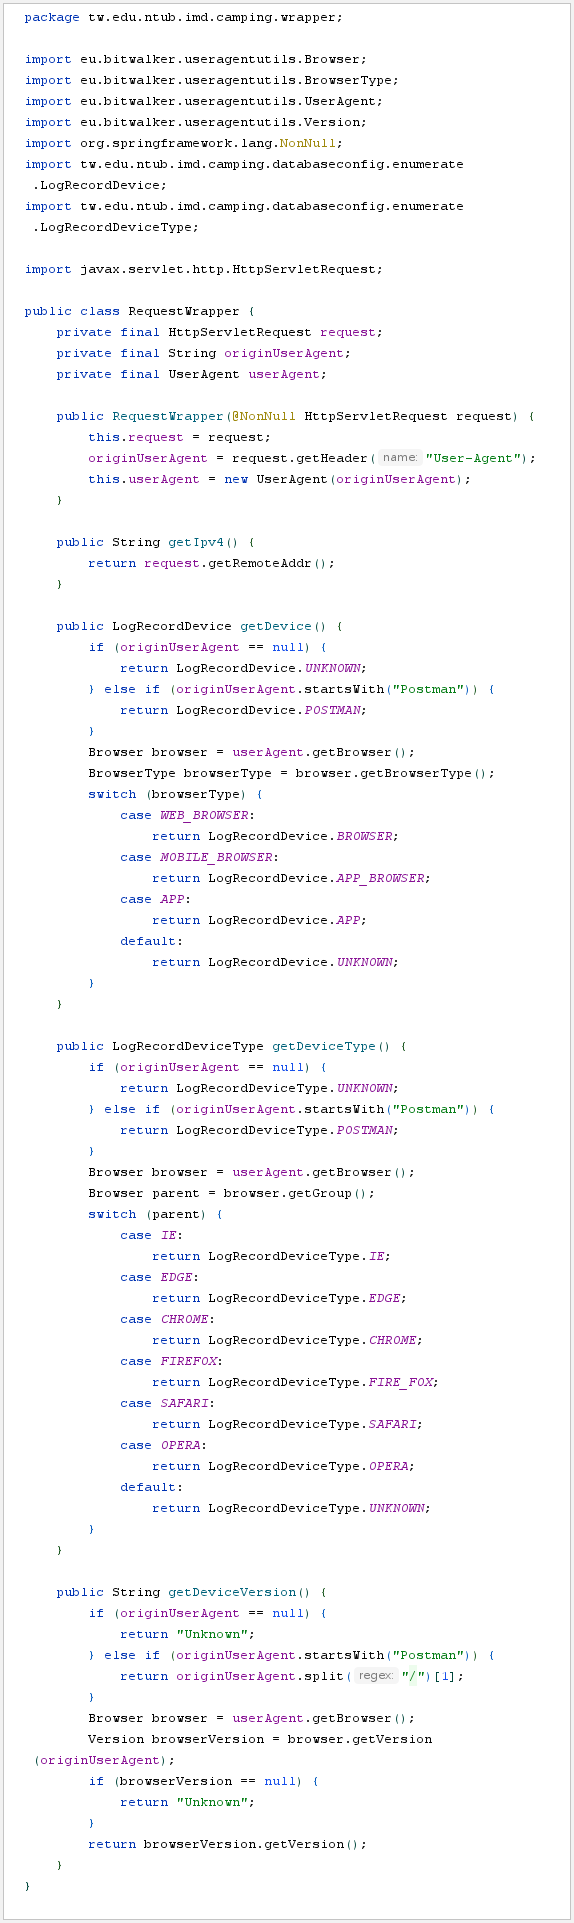 package tw.edu.ntub.imd.camping.wrapper;
import eu.bitwalker.useragentutils.Browser;
import eu.bitwalker.useragentutils.BrowserType;
import eu.bitwalker.useragentutils.UserAgent;
import eu.bitwalker.useragentutils.Version;
import org.springframework.lang.NonNull;
import tw.edu.ntub.imd.camping.databaseconfig.enumerate
.LogRecordDevice;
import tw.edu.ntub.imd.camping.databaseconfig.enumerate
.LogRecordDeviceType;
import javax.servlet.http.HttpServletRequest;
public class RequestWrapper {
private final HttpServletRequest request;
private final String originUserAgent;
private final UserAgent userAgent;
public RequestWrapper(@NonNull HttpServletRequest request) {
this.request = request;
originUserAgent = request.getHeader( name: "User-Agent");
this.userAgent = new UserAgent(originUserAgent);
}
public String getIpv4() {
return request.getRemoteAddr();
}
public LogRecordDevice getDevice() {
if (originUserAgent == null) {
return LogRecordDevice.UNKNOWN;
} else if (originUserAgent.startsWith("Postman")) {
return LogRecordDevice.POSTMAN;
}
Browser browser = userAgent.getBrowser();
BrowserType browserType = browser.getBrowserType();
switch (browserType) {
case WEB_BROWSER:
return LogRecordDevice.BROWSER;
case MOBILE_BROWSER:
return LogRecordDevice.APP_BROWSER;
case APP:
return LogRecordDevice.APP;
default:
return LogRecordDevice.UNKNOWN;
}
}
public LogRecordDeviceType getDeviceType() {
if (originUserAgent == null) {
return LogRecordDeviceType.UNKNOWN;
} else if (originUserAgent.startsWith("Postman")) {
return LogRecordDeviceType.POSTMAN;
}
Browser browser = userAgent.getBrowser();
Browser parent = browser.getGroup();
switch (parent) {
case IE:
return LogRecordDeviceType.IE;
case EDGE:
return LogRecordDeviceType.EDGE;
case CHROME:
return LogRecordDeviceType.CHROME;
case FIREFOX:
return LogRecordDeviceType.FIRE_FOX;
case SAFARI:
return LogRecordDeviceType.SAFARI;
case OPERA:
return LogRecordDeviceType.OPERA;
default:
return LogRecordDeviceType.UNKNOWN;
}
}
public String getDeviceVersion() {
if (originUserAgent == null) {
return "Unknown";
} else if (originUserAgent.startsWith("Postman")) {
return originUserAgent.split( regex: "/")[1];
}
Browser browser = userAgent.getBrowser();
Version browserVersion = browser.getVersion
(originUserAgent);
if (browserVersion == null) {
return "Unknown";
}
return browserVersion.getVersion();
}
}